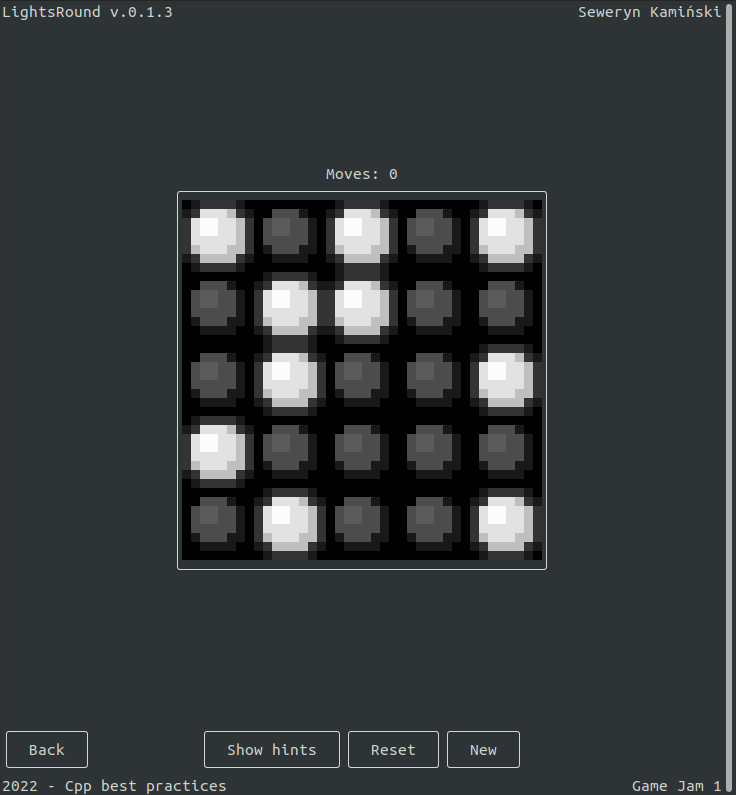 LightsRound v.0.1.3 Seweryn Kamiński
Moves: 0
Back Show hints Reset New
2022 - Cpp best practices Game Jam 1